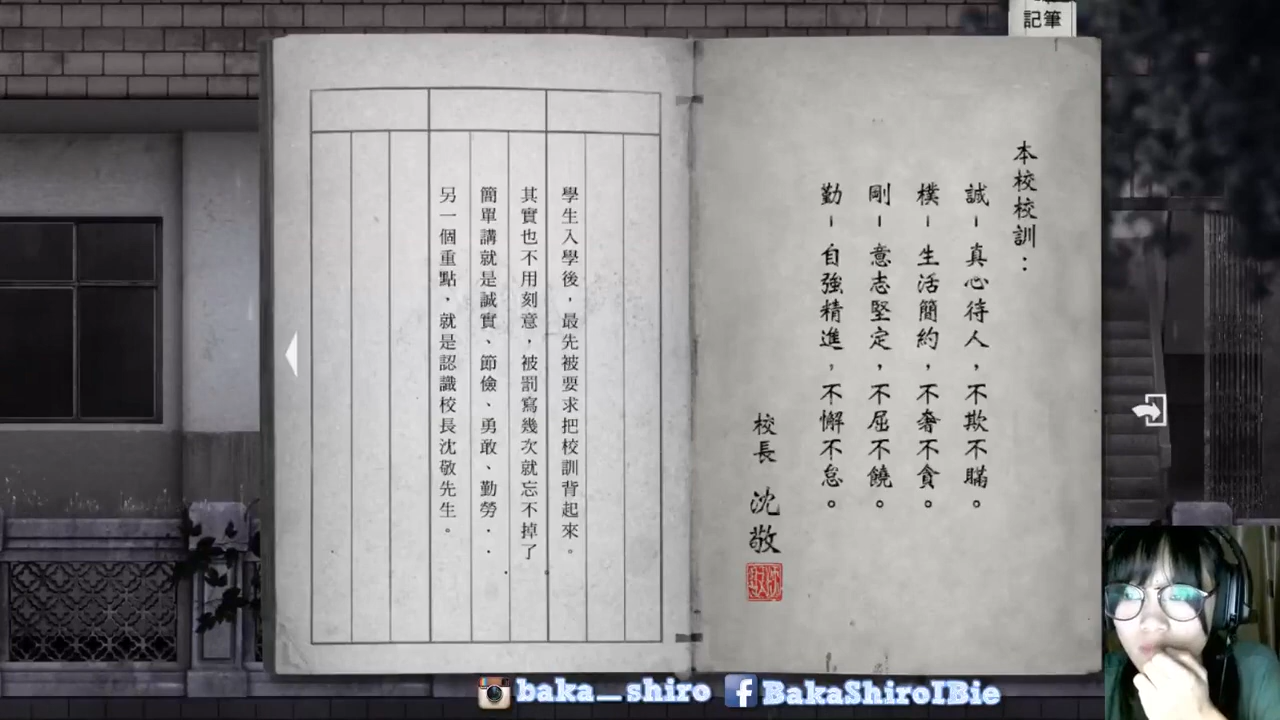 記筆
本校校訓：
誠－真心待人，不欺不瞞。
樸－生活簡約，不奢不貪。
剛－意志堅定，不屈不饒。
勤－自強精進，不懈不怠。
校長 沈敬
學生入學後，最先被要求把校訓背起來。
其實也不用刻意，被罰寫幾次就忘不掉了
簡單講就是誠實、節儉、勇敢、勤勞．．
另一個重點，就是認識校長沈敬先生。
baka_shiro
BakaShiroIBie